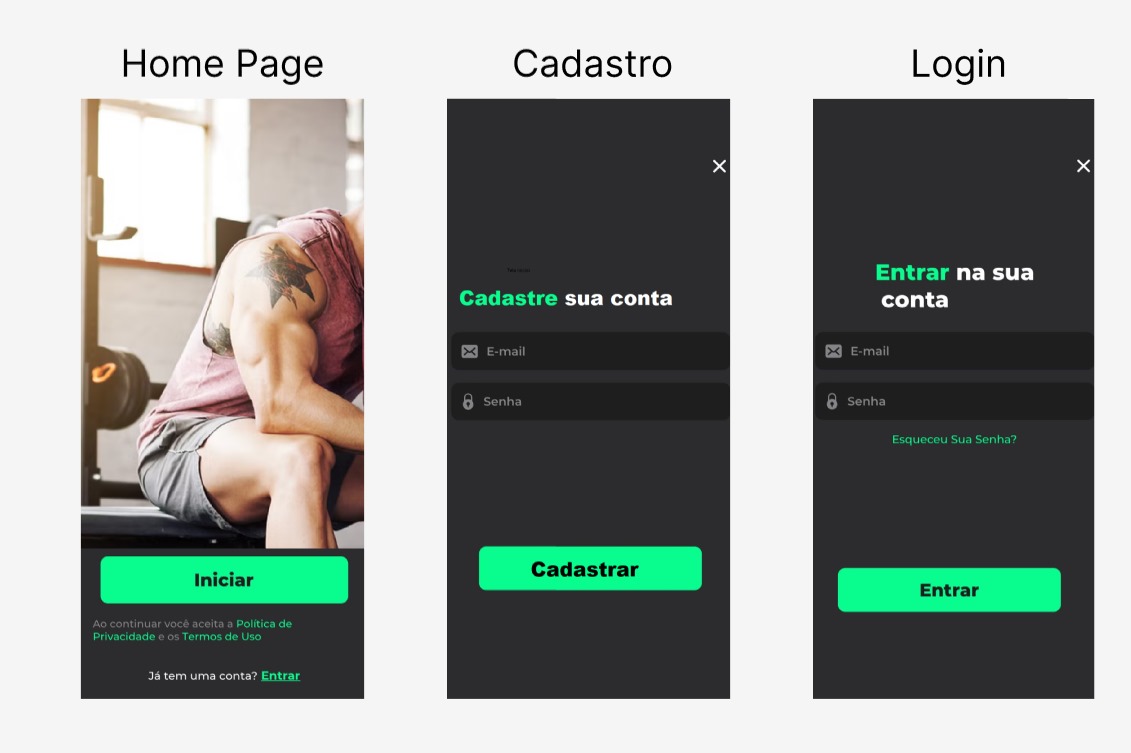 Home Page
Iniciar
Ao continuar você aceita a Política de
Privacidade e os Termos de Uso
Já tem uma conta? Entrar
Cadastro
Cadastre sua conta
E-mail
Senha
Cadastrar
Login
Entrar na sua
conta
E-mail
Senha
Esqueceu Sua Senha?
Entrar